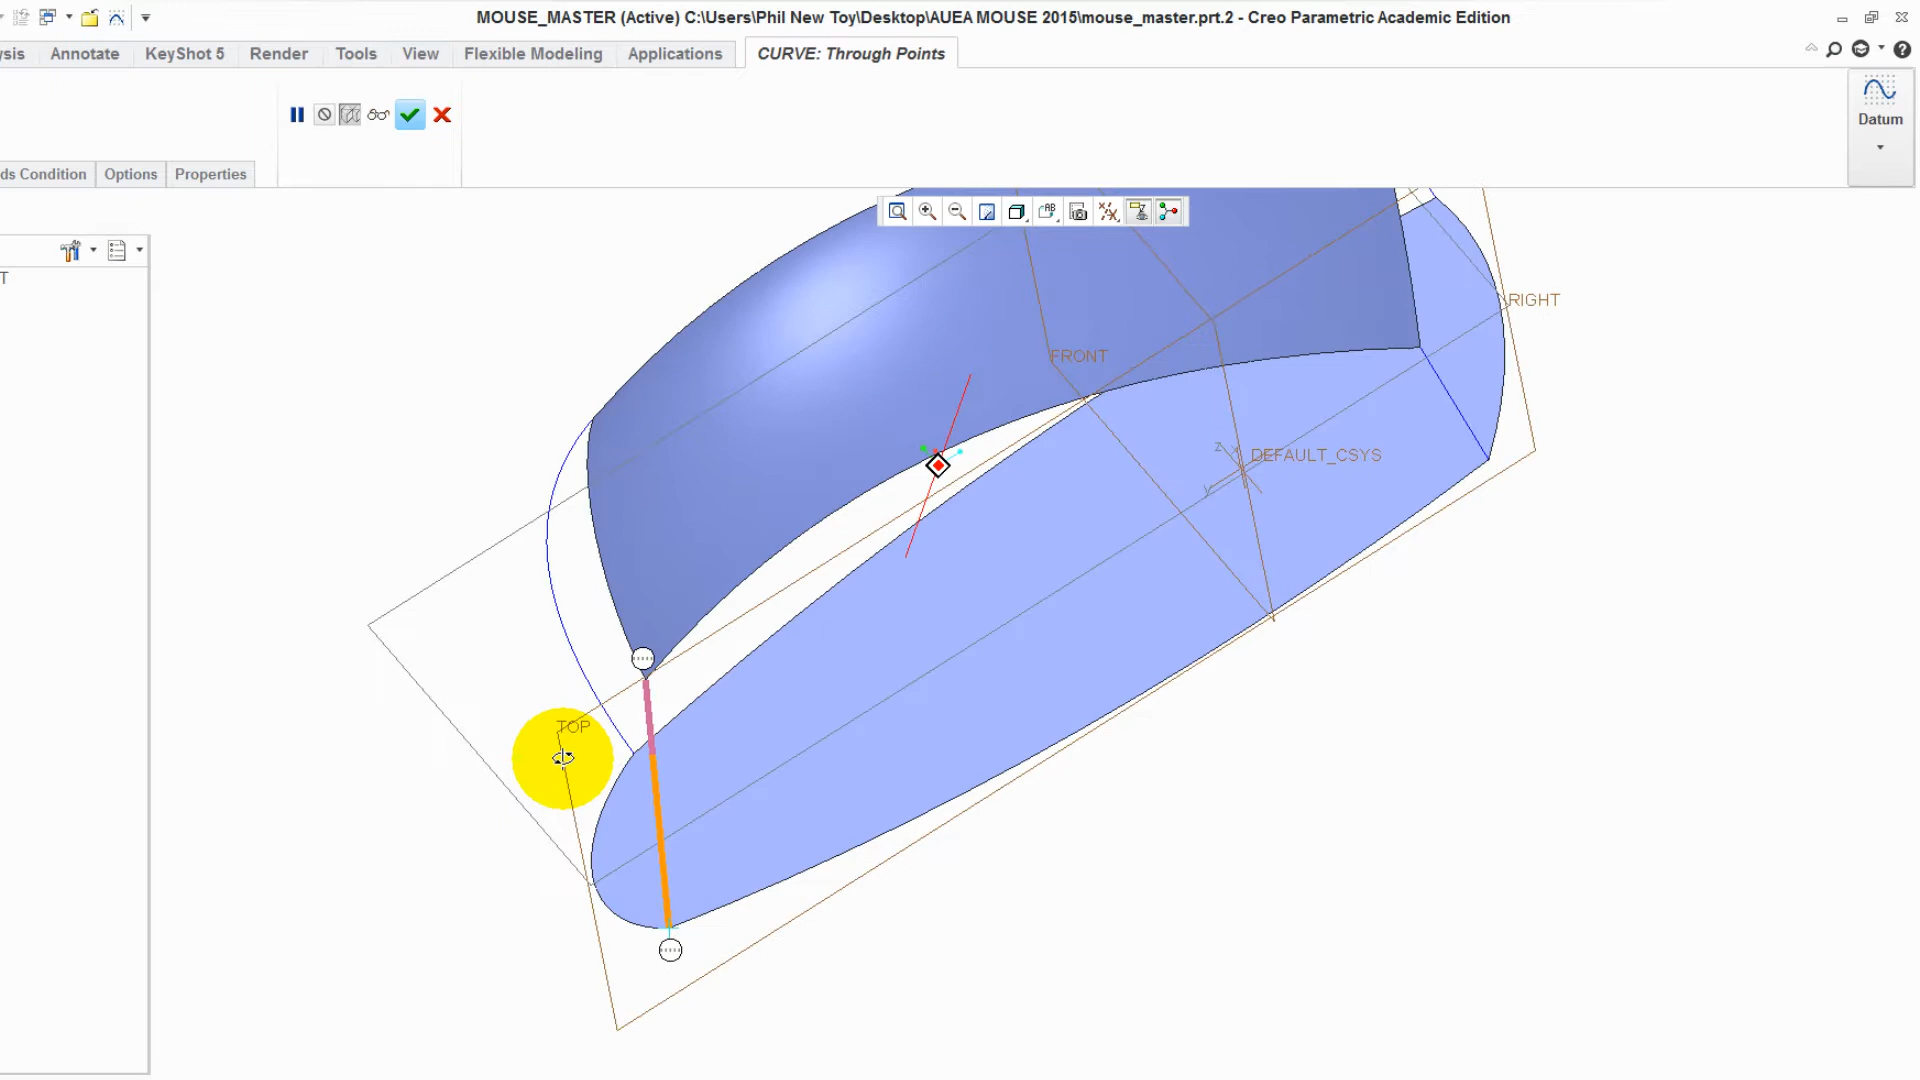 MOUSE_MASTER (Active) C:\Users\Phil New Toy\Desktop\AUEA MOUSE 2015\mouse_master.prt.2 - Creo Parametric Academic Edition
ysis Annotate KeyShot 5 Render Tools View Flexible Modeling Applications CURVE: Through Points
Datum
ds Condition Options Properties
T
RIGHT
FRONT
DEFAULT_CSYS
Z
X
Y
TOP